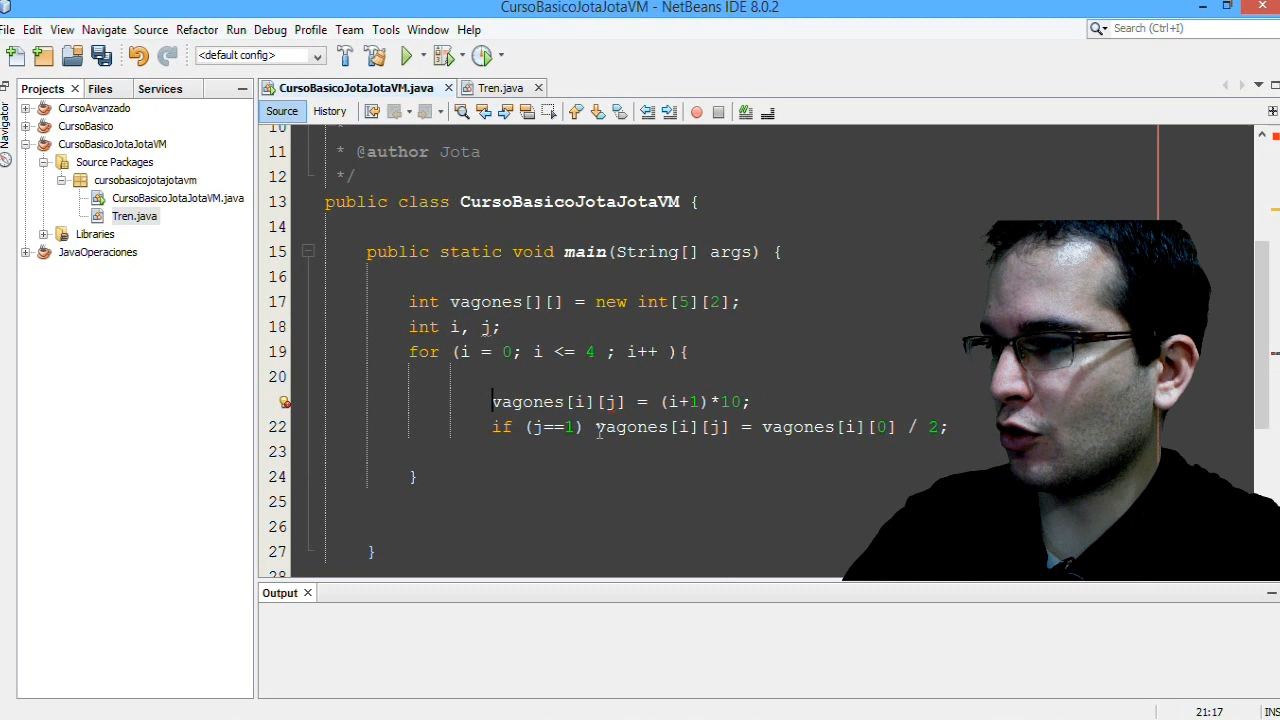 CursoBasicoJotaJotaVM - NetBeans IDE 8.0.2
File Edit View Navigate Source Refactor Run Debug Profile Team Tools Window Help
Search (Ctrl+I)
<default config>
Projects Files Services
CursoBasicoJotaJotaVM.java Tren.java
Source History
Navigator
CursoAvanzado
CursoBasico
CursoBasicoJotaJotaVM
Source Packages
cursobasicojotajotavm
CursoBasicoJotaJotaVM.java
Tren.java
Libraries
JavaOperaciones
10 *
11 * @author Jota
12 */
13 public class CursoBasicoJotaJotaVM {
14
15 public static void main(String[] args) {
16
17 int vagones[][] = new int[5][2];
18 int i, j;
19 for (i = 0; i <= 4 ; i++ ){
20
vagones[i][j] = (i+1)*10;
22 if (j==1) vagones[i][j] = vagones[i][0] / 2;
23
24 }
25
26
27 }
28
Output
21:17 INS